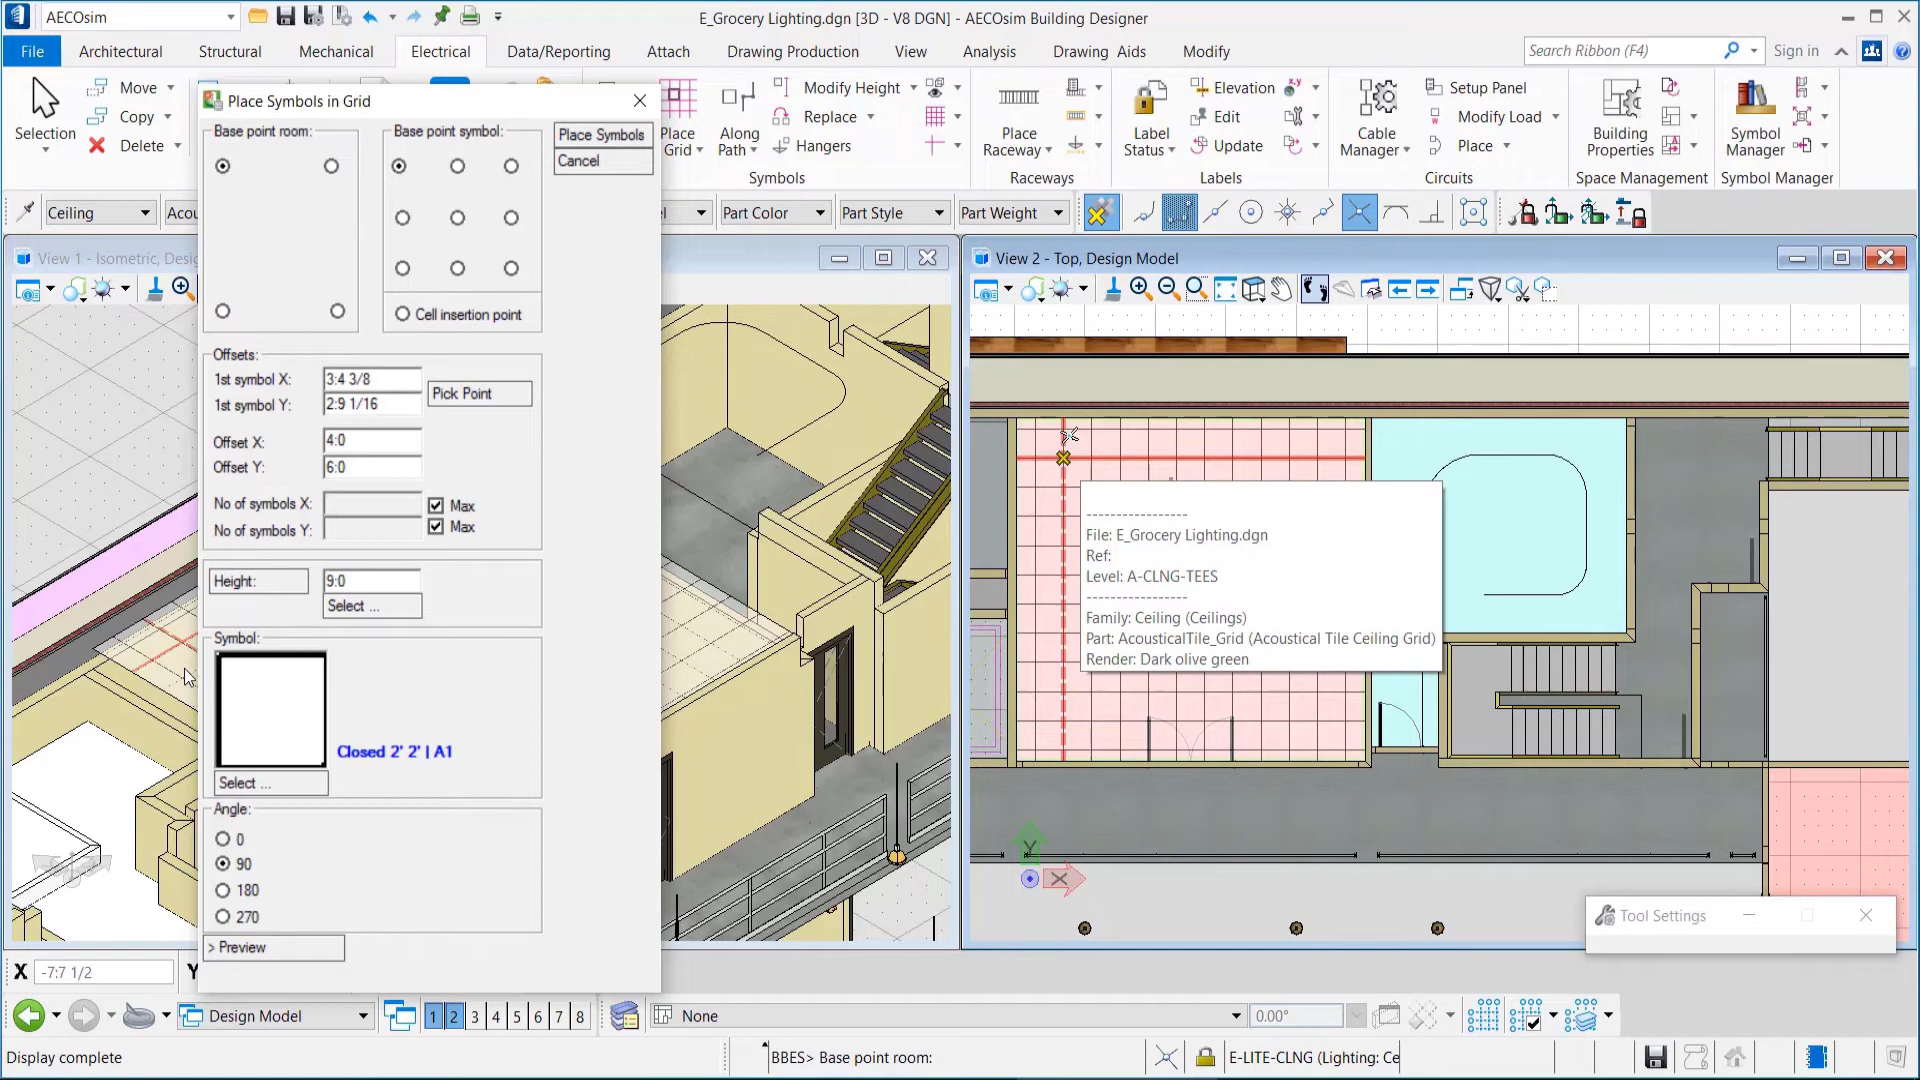 AECOsim
E_Grocery Lighting.dgn [3D - V8 DGN] - AECOsim Building Designer
File
Architectural
Structural
Mechanical
Electrical
Data/Reporting
Attach
Drawing Production
View
Analysis
Drawing Aids
Modify
Search Ribbon (F4)
Sign in
Selection
Move
Copy
Delete
Place Grid
Along Path
Modify Height
Replace
Hangers
Symbols
Place Raceway
Raceways
Label Status
Elevation
Edit
Update
Labels
Cable Manager
Setup Panel
Modify Load
Place
Circuits
Building Properties
Space Management
Symbol Manager
Symbol Manager
Ceiling
Acou
Part Color
Part Style
Part Weight
Place Symbols in Grid
Base point room:
Base point symbol:
Place Symbols
Cancel
Cell insertion point
Offsets:
1st symbol X:
3:4 3/8
1st symbol Y:
2:9 1/16
Pick Point
Offset X:
4:0
Offset Y:
6:0
No of symbols X:
Max
No of symbols Y:
Max
Height:
9:0
Select ...
Symbol:
Closed 2' 2' | A1
Select ...
Angle:
0
90
180
270
> Preview
View 1 - Isometric, Desig
View 2 - Top, Design Model
-----------------
File: E_Grocery Lighting.dgn
Ref:
Level: A-CLNG-TEES
-----------------
Family: Ceiling (Ceilings)
Part: AcousticalTile_Grid (Acoustical Tile Ceiling Grid)
Render: Dark olive green
Y
X
Tool Settings
X
-7:7 1/2
Y
Design Model
1 2 3 4 5 6 7 8
None
0.00°
Display complete
BBES> Base point room:
E-LITE-CLNG (Lighting: Ce